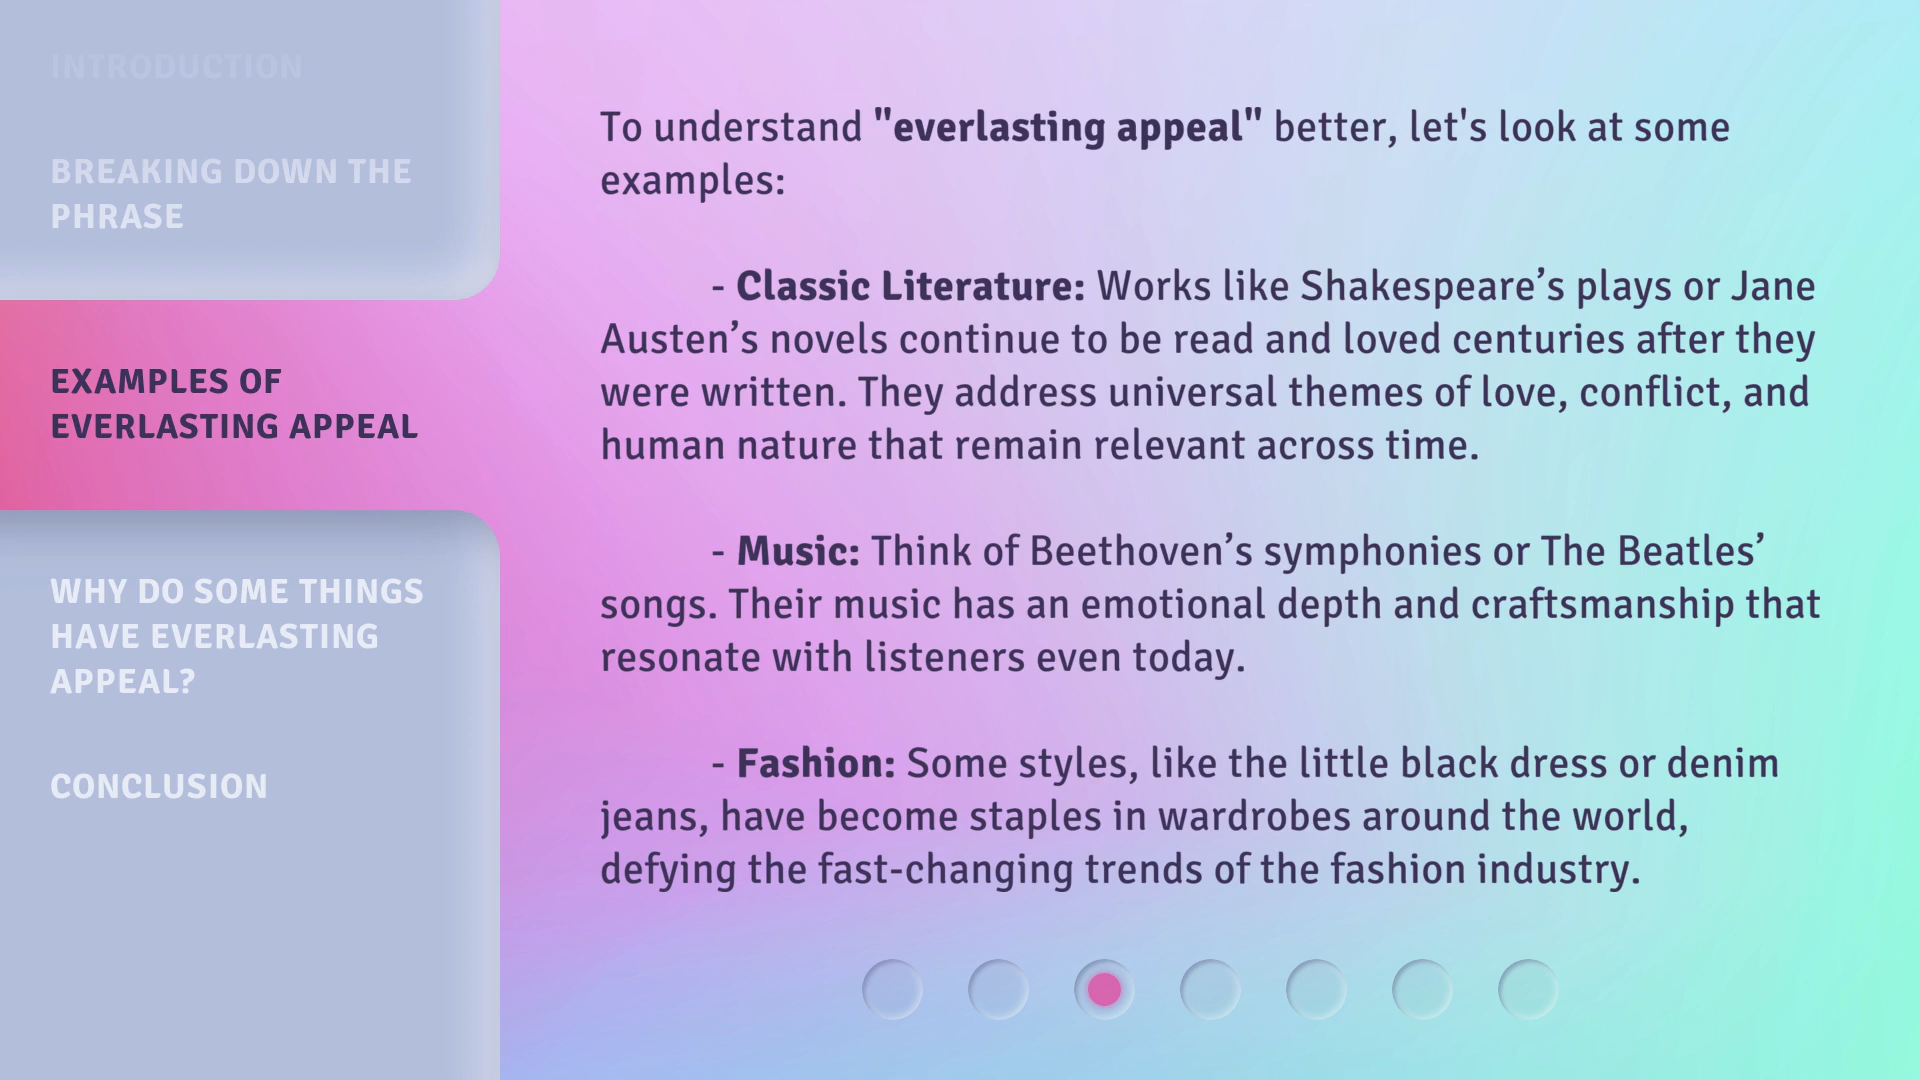 INTRODUCTION
BREAKING DOWN THE
PHRASE
EXAMPLES OF
EVERLASTING APPEAL
WHY DO SOME THINGS
HAVE EVERLASTING
APPEAL?
CONCLUSION
To understand "everlasting appeal" better, let's look at some
examples:
- Classic Literature: Works like Shakespeare’s plays or Jane
Austen’s novels continue to be read and loved centuries after they
were written. They address universal themes of love, conflict, and
human nature that remain relevant across time.
- Music: Think of Beethoven’s symphonies or The Beatles’
songs. Their music has an emotional depth and craftsmanship that
resonate with listeners even today.
- Fashion: Some styles, like the little black dress or denim
jeans, have become staples in wardrobes around the world,
defying the fast-changing trends of the fashion industry.